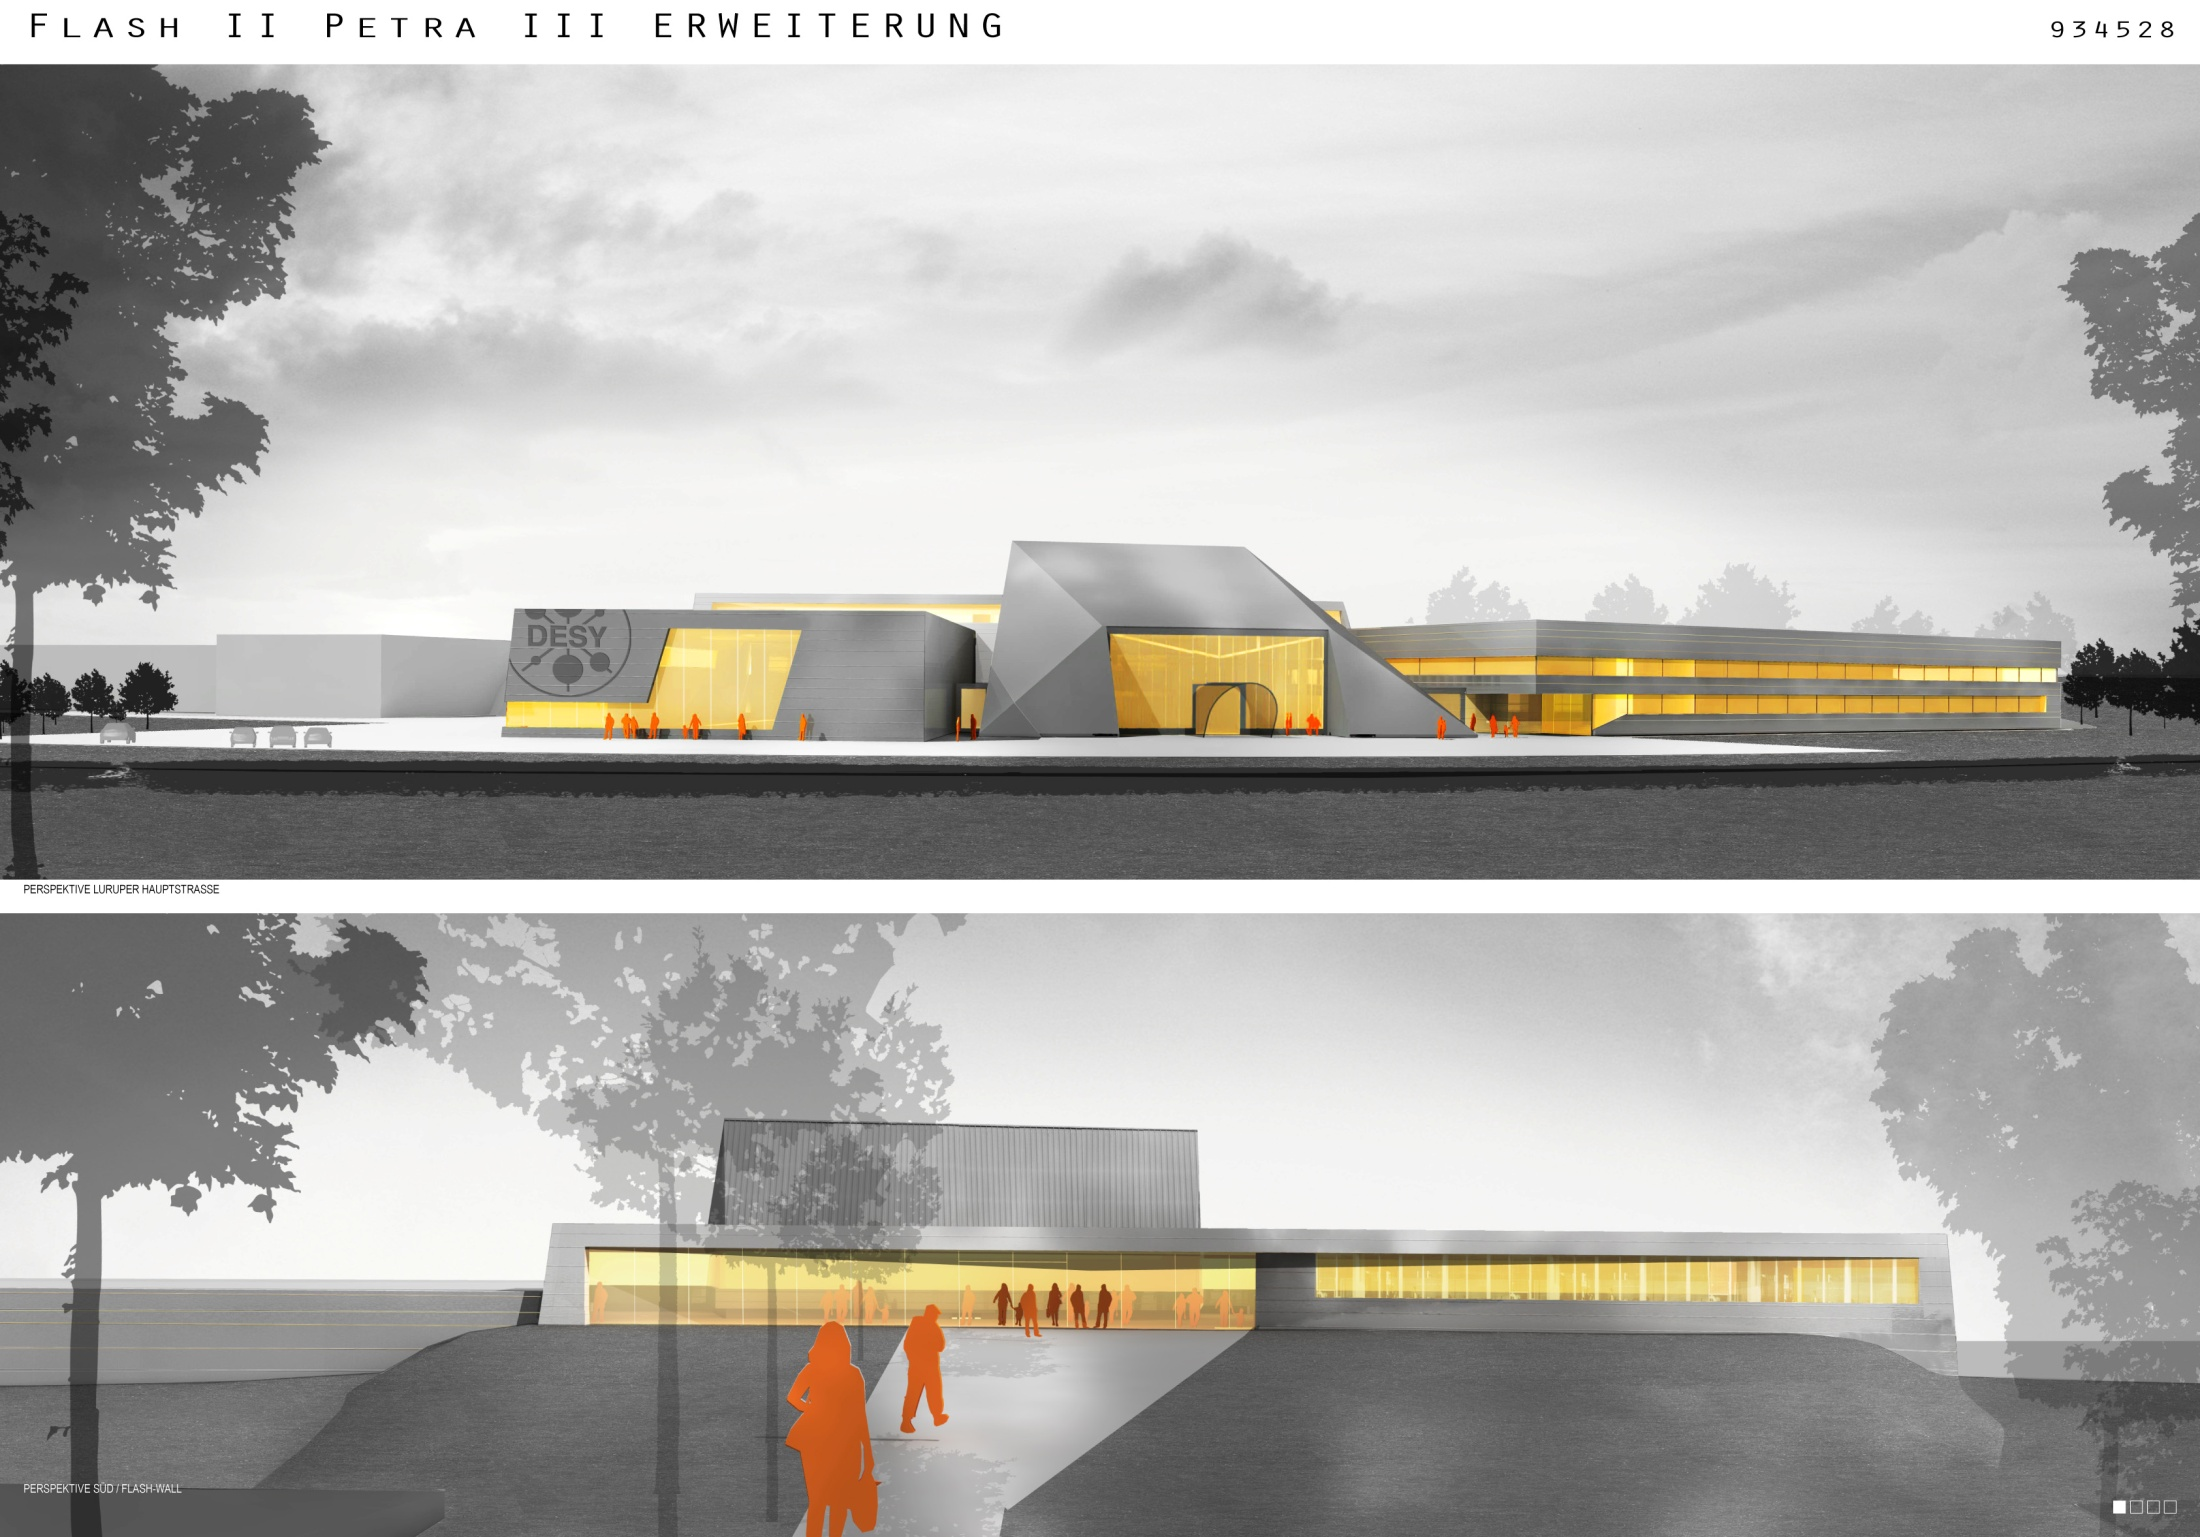 FLASH II PETRA III ERWEITERUNG
934528
DESY
PERSPEKTIVE LURUPER HAUPTSTRASSE
PERSPEKTIVE SÜD / FLASH-WALL